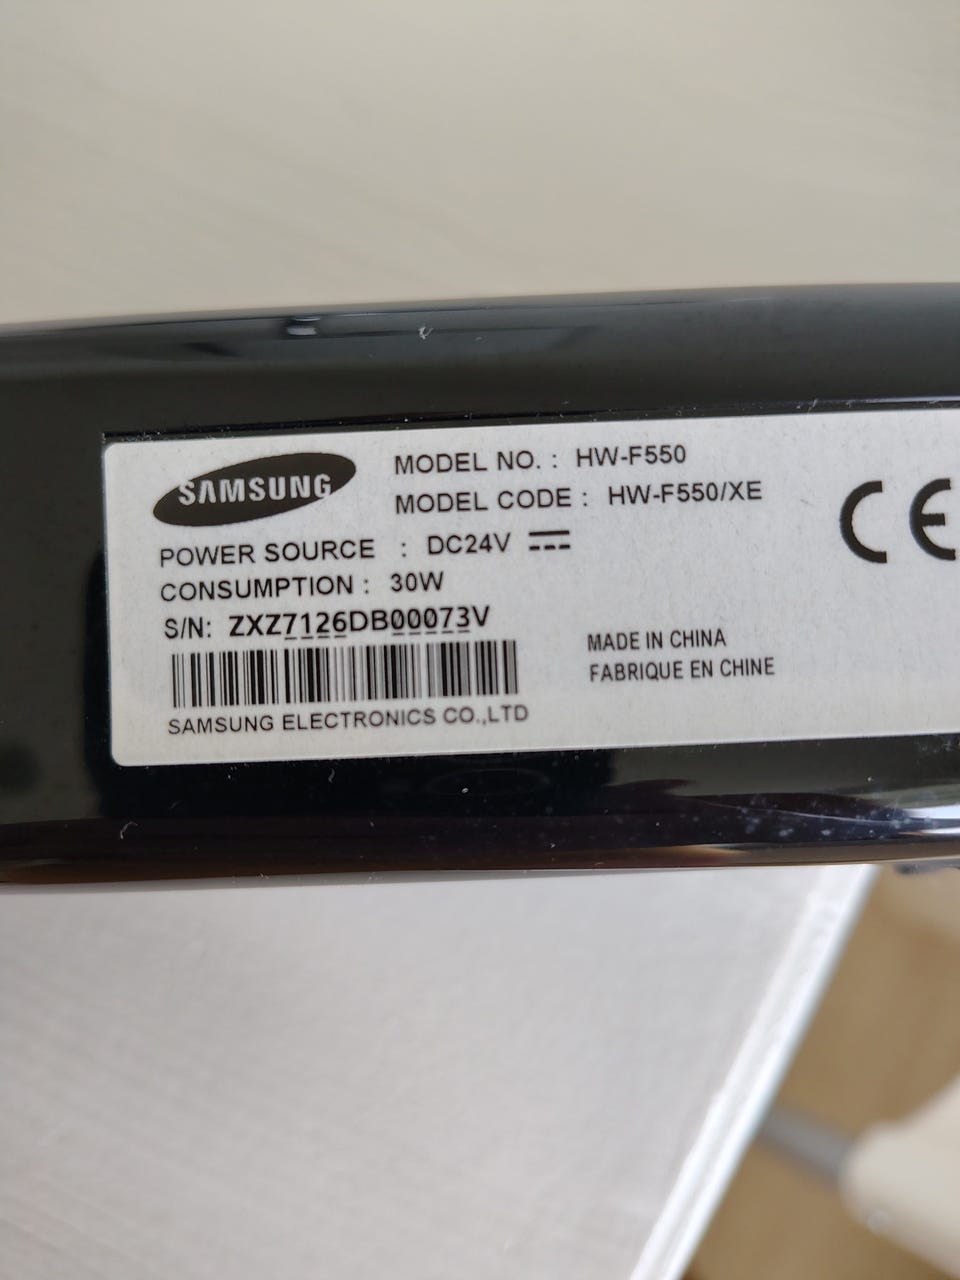 SAMSUNG
MODEL NO. : HW-F550
MODEL CODE : HW-F550/XE
POWER SOURCE : DC24V
CONSUMPTION : 30W
S/N: ZXZ7126DB00073V
SAMSUNG ELECTRONICS CO.,LTD
MADE IN CHINA
FABRIQUE EN CHINE
CE